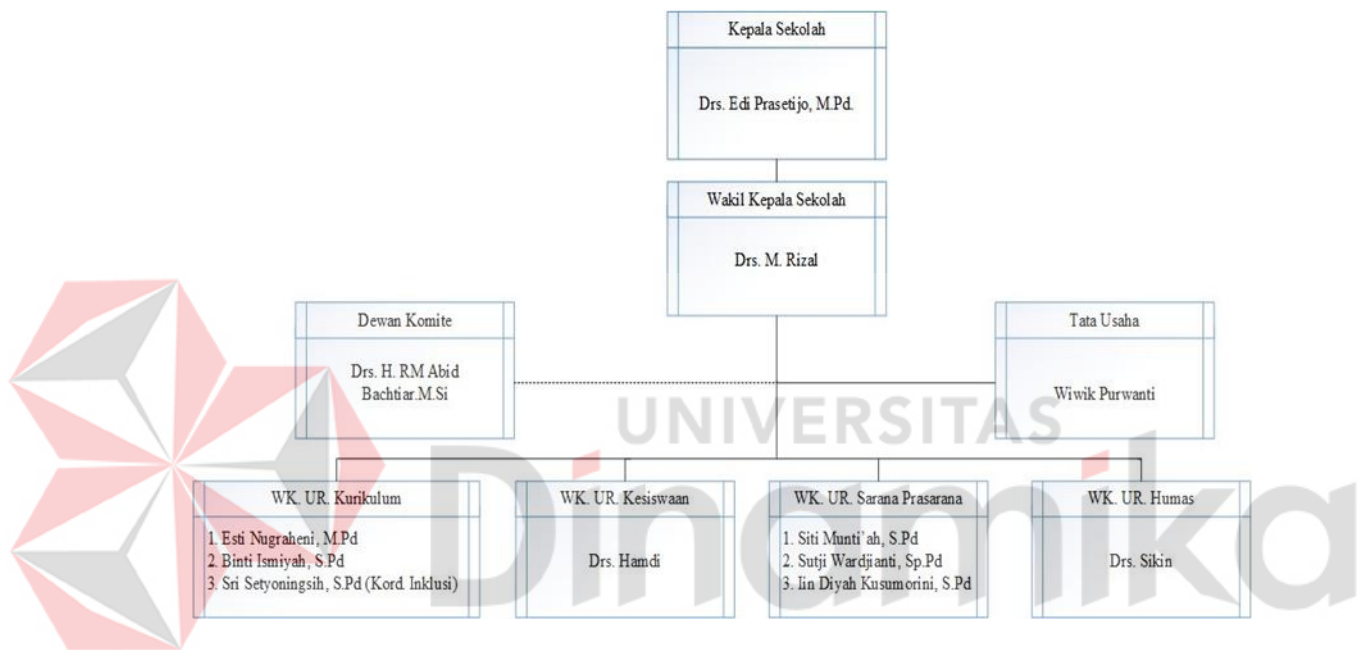 Kepala Sekolah
Drs. Edi Prasetijo, M.Pd.
Wakil Kepala Sekolah
Drs. M. Rizal
Dewan Komite
Drs. H. RM Abid
Bachtiar.M.Si
Tata Usaha
Wiwik Purwanti
UNIVERSITAS
Dinamika
WK. UR. Kurikulum
1. Esti Nugraheni, M.Pd
2. Binti Ismiyah, S.Pd
3. Sri Setyoningsih, S.Pd (Kord. Inklusi)
WK. UR. Kesiswaan
Drs. Hamdi
WK. UR. Sarana Prasarana
1. Siti Munti’ah, S.Pd
2. Sutji Wardjianti, Sp.Pd
3. Iin Diyah Kusumorini, S.Pd
WK. UR. Humas
Drs. Sikin